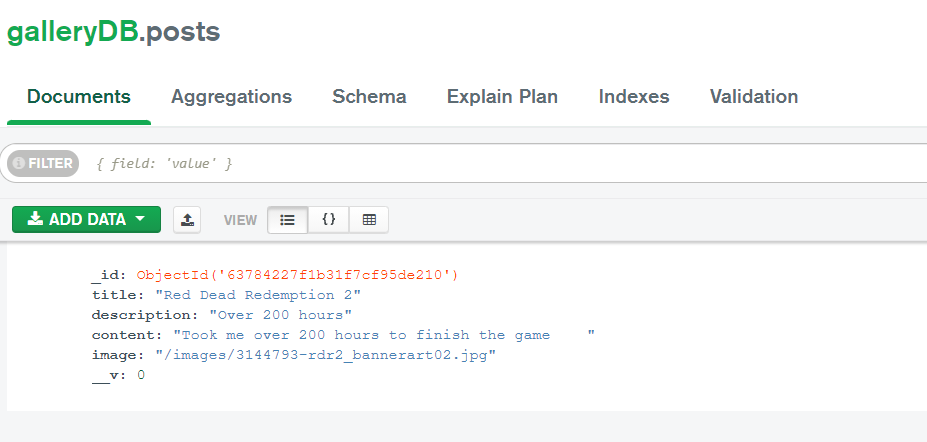 galleryDB.posts
Documents Aggregations Schema Explain Plan Indexes Validation
FILTER { field: 'value' }
ADD DATA VIEW {}
_id: ObjectId('63784227f1b31f7cf95de210')
title: "Red Dead Redemption 2"
description: "Over 200 hours"
content: "Took me over 200 hours to finish the game    "
image: "/images/3144793-rdr2_bannerart02.jpg"
__v: 0